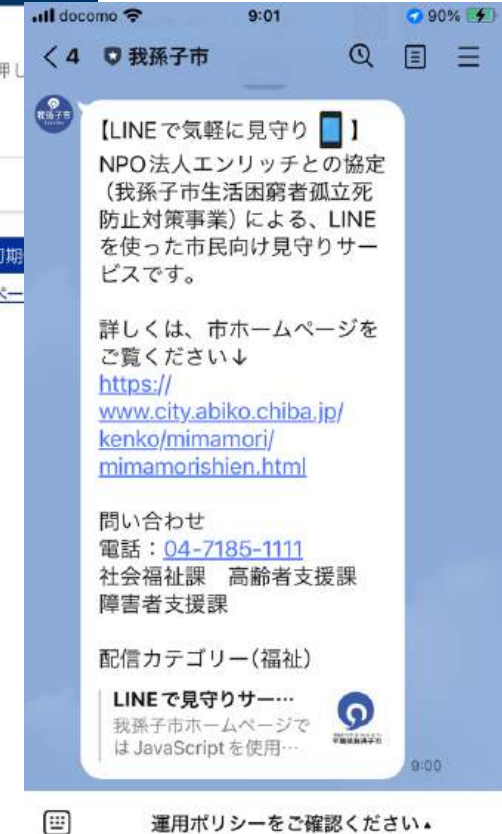 docomo 9:01 90%
4 我孫子市
押し
【LINEで気軽に見守り📱】
NPO法人エンリッチとの協定
（我孫子市生活困窮者孤立死
防止対策事業）による、LINE
を使った市民向け見守りサー
ビスです。
詳しくは、市ホームページを
ご覧ください↓
https://
www.city.abiko.chiba.jp/
kenko/mimamori/
mimamorishien.html
問い合わせ
電話：04-7185-1111
社会福祉課　高齢者支援課
障害者支援課
配信カテゴリー（福祉）
LINEで見守りサー…
我孫子市ホームページで
はJavaScriptを使用…
9:00
運用ポリシーをご確認ください▲